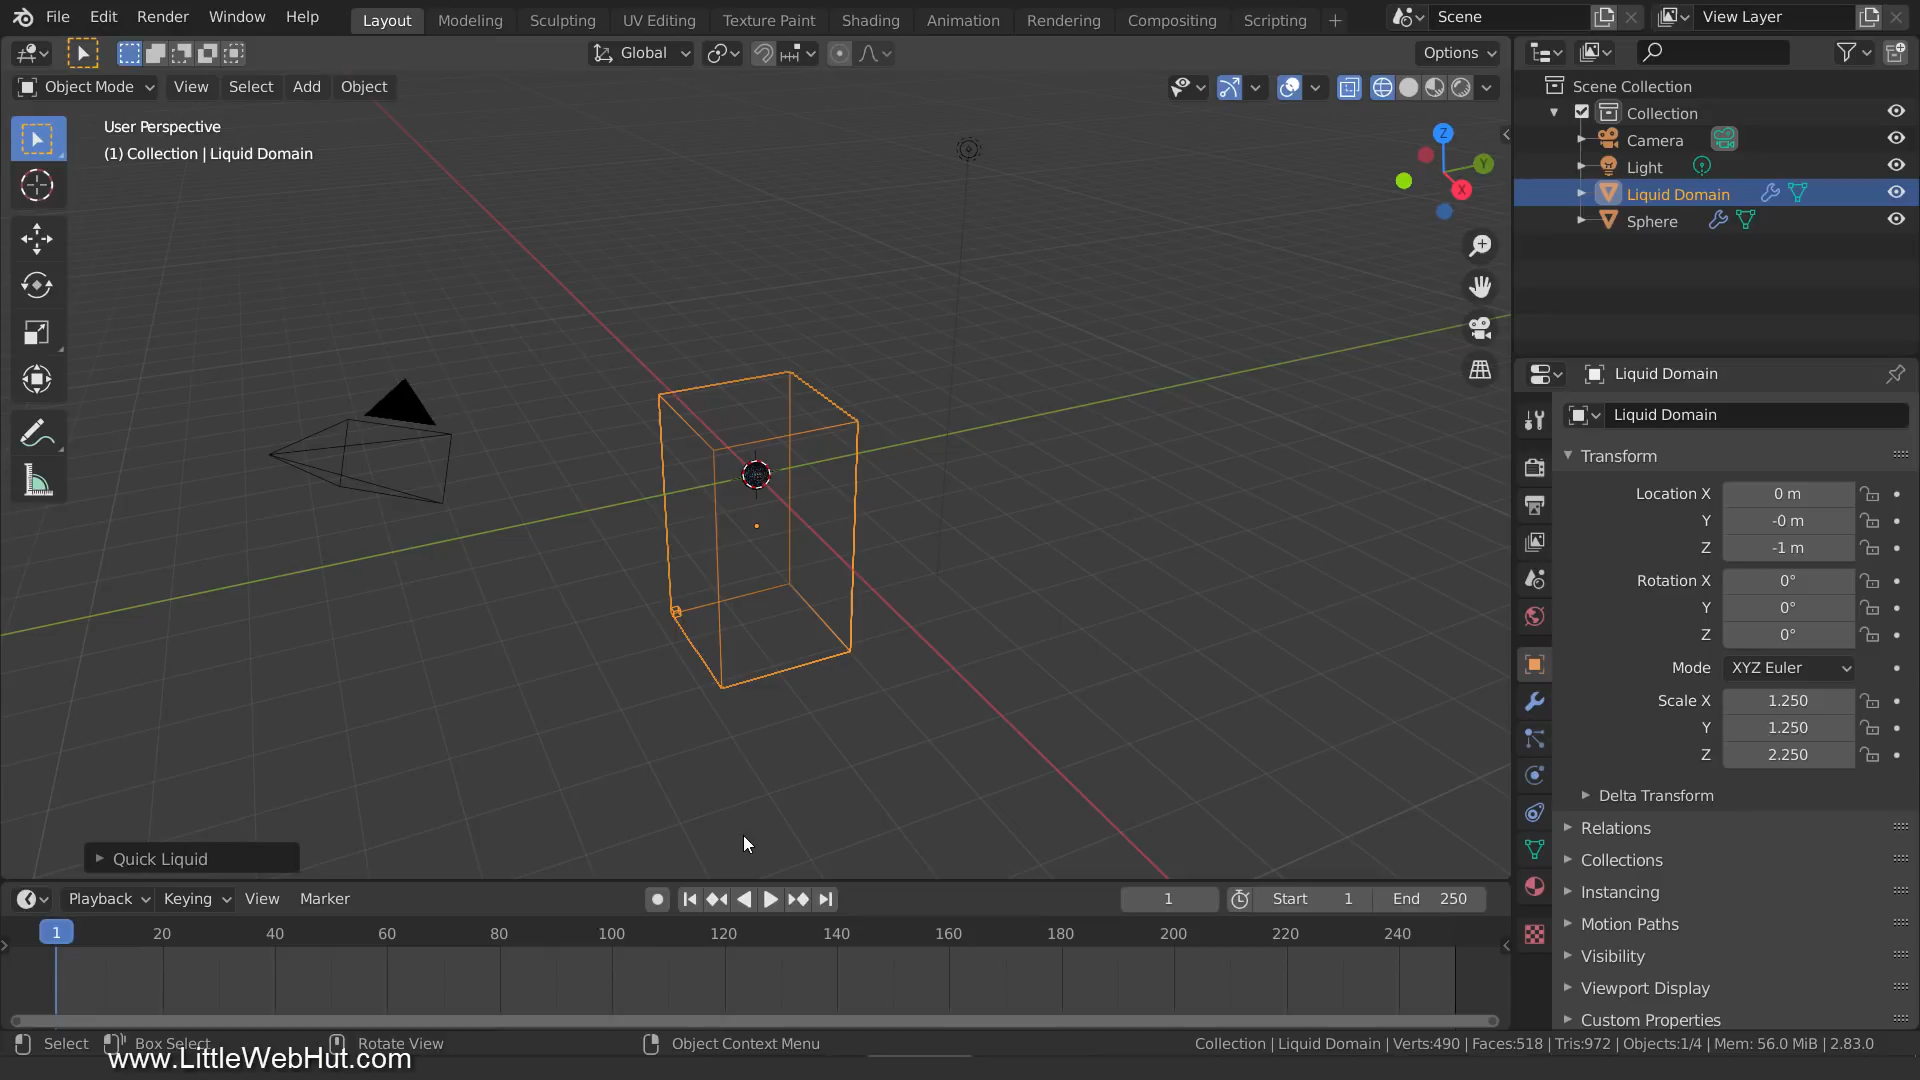 File Edit Render Window Help Layout Modeling Sculpting UV Editing Texture Paint Shading Animation Rendering Compositing Scripting + Scene View Layer
Global Options
Object Mode View Select Add Object
User Perspective
(1) Collection | Liquid Domain
Z
Y
X
Scene Collection
Collection
Camera
Light
Liquid Domain
Sphere
Liquid Domain
Liquid Domain
Transform
Location X 0 m
Y -0 m
Z -1 m
Rotation X 0°
Y 0°
Z 0°
Mode XYZ Euler
Scale X 1.250
Y 1.250
Z 2.250
Delta Transform
Relations
Collections
Instancing
Motion Paths
Visibility
Viewport Display
Custom Properties
Quick Liquid
Playback Keying View Marker 1 Start 1 End 250
1 20 40 60 80 100 120 140 160 180 200 220 240
Select Box Select Rotate View Object Context Menu Collection | Liquid Domain | Verts:490 | Faces:518 | Tris:972 | Objects:1/4 | Mem: 56.0 MiB | 2.83.0
www.LittleWebHut.com